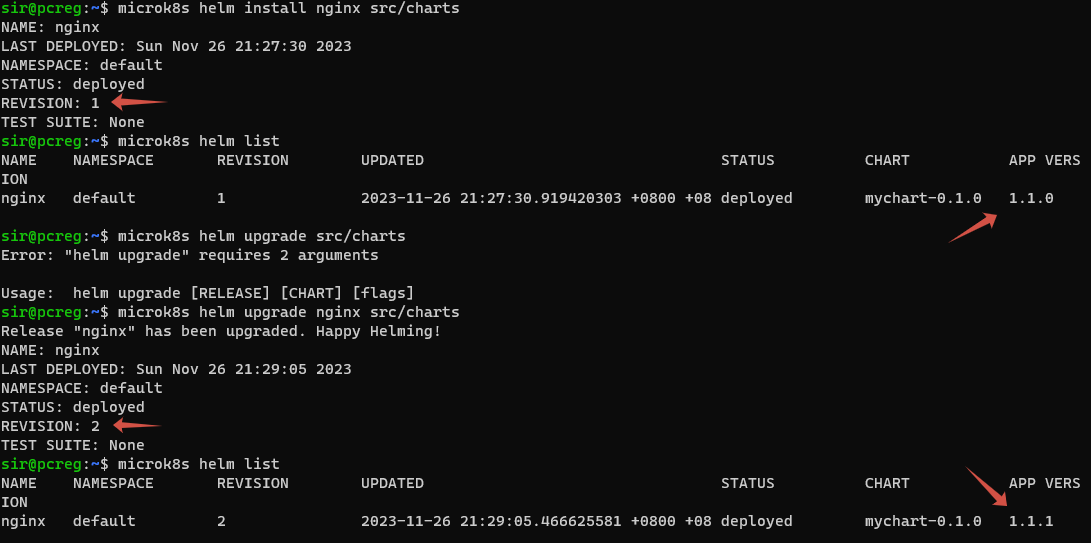 sir@pcreg:~$ microk8s helm install nginx src/charts
NAME: nginx
LAST DEPLOYED: Sun Nov 26 21:27:30 2023
NAMESPACE: default
STATUS: deployed
REVISION: 1
TEST SUITE: None
sir@pcreg:~$ microk8s helm list
NAME    NAMESPACE       REVISION        UPDATED                                 STATUS          CHART           APP VERS
ION
nginx   default         1               2023-11-26 21:27:30.919420303 +0800 +08 deployed        mychart-0.1.0   1.1.0
sir@pcreg:~$ microk8s helm upgrade src/charts
Error: "helm upgrade" requires 2 arguments
Usage:  helm upgrade [RELEASE] [CHART] [flags]
sir@pcreg:~$ microk8s helm upgrade nginx src/charts
Release "nginx" has been upgraded. Happy Helming!
NAME: nginx
LAST DEPLOYED: Sun Nov 26 21:29:05 2023
NAMESPACE: default
STATUS: deployed
REVISION: 2
TEST SUITE: None
sir@pcreg:~$ microk8s helm list
NAME    NAMESPACE       REVISION        UPDATED                                 STATUS          CHART           APP VERS
ION
nginx   default         2               2023-11-26 21:29:05.466625581 +0800 +08 deployed        mychart-0.1.0   1.1.1